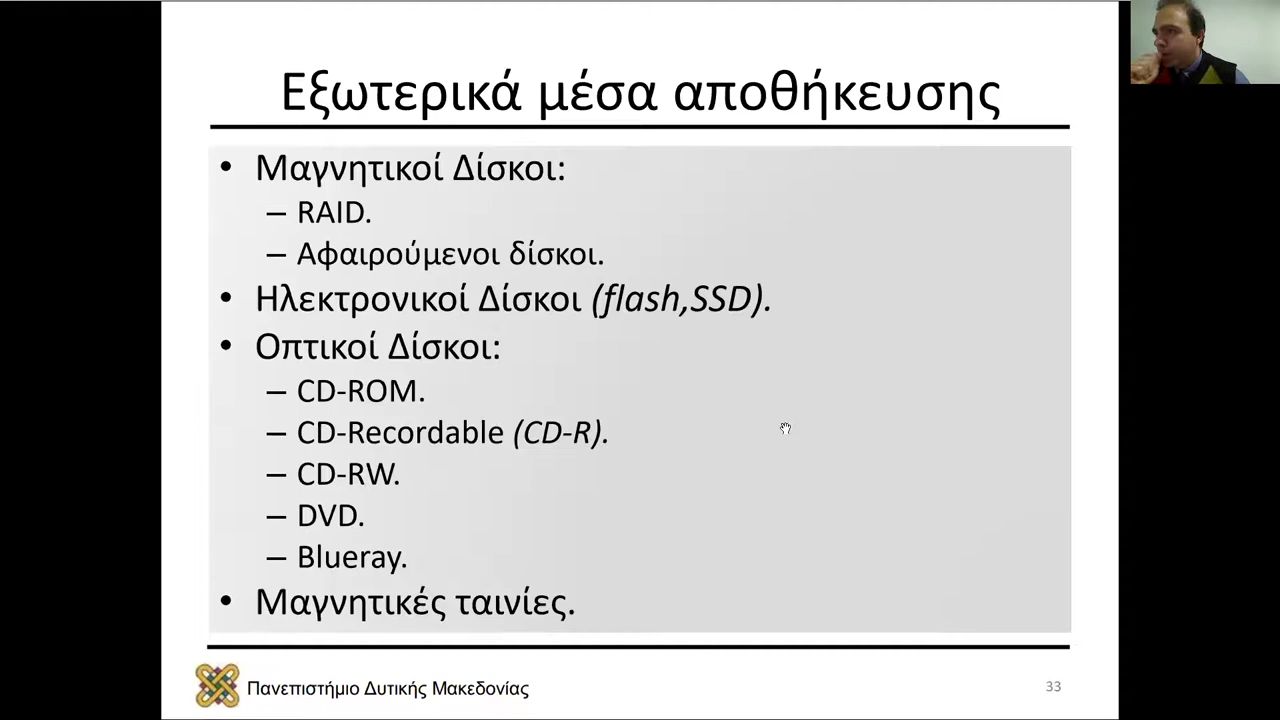 Εξωτερικά μέσα αποθήκευσης
• Μαγνητικοί Δίσκοι:
– RAID.
– Αφαιρούμενοι δίσκοι.
• Ηλεκτρονικοί Δίσκοι (flash,SSD).
• Οπτικοί Δίσκοι:
– CD-ROM.
– CD-Recordable (CD-R).
– CD-RW.
– DVD.
– Blueray.
• Μαγνητικές ταινίες.
Πανεπιστήμιο Δυτικής Μακεδονίας
33